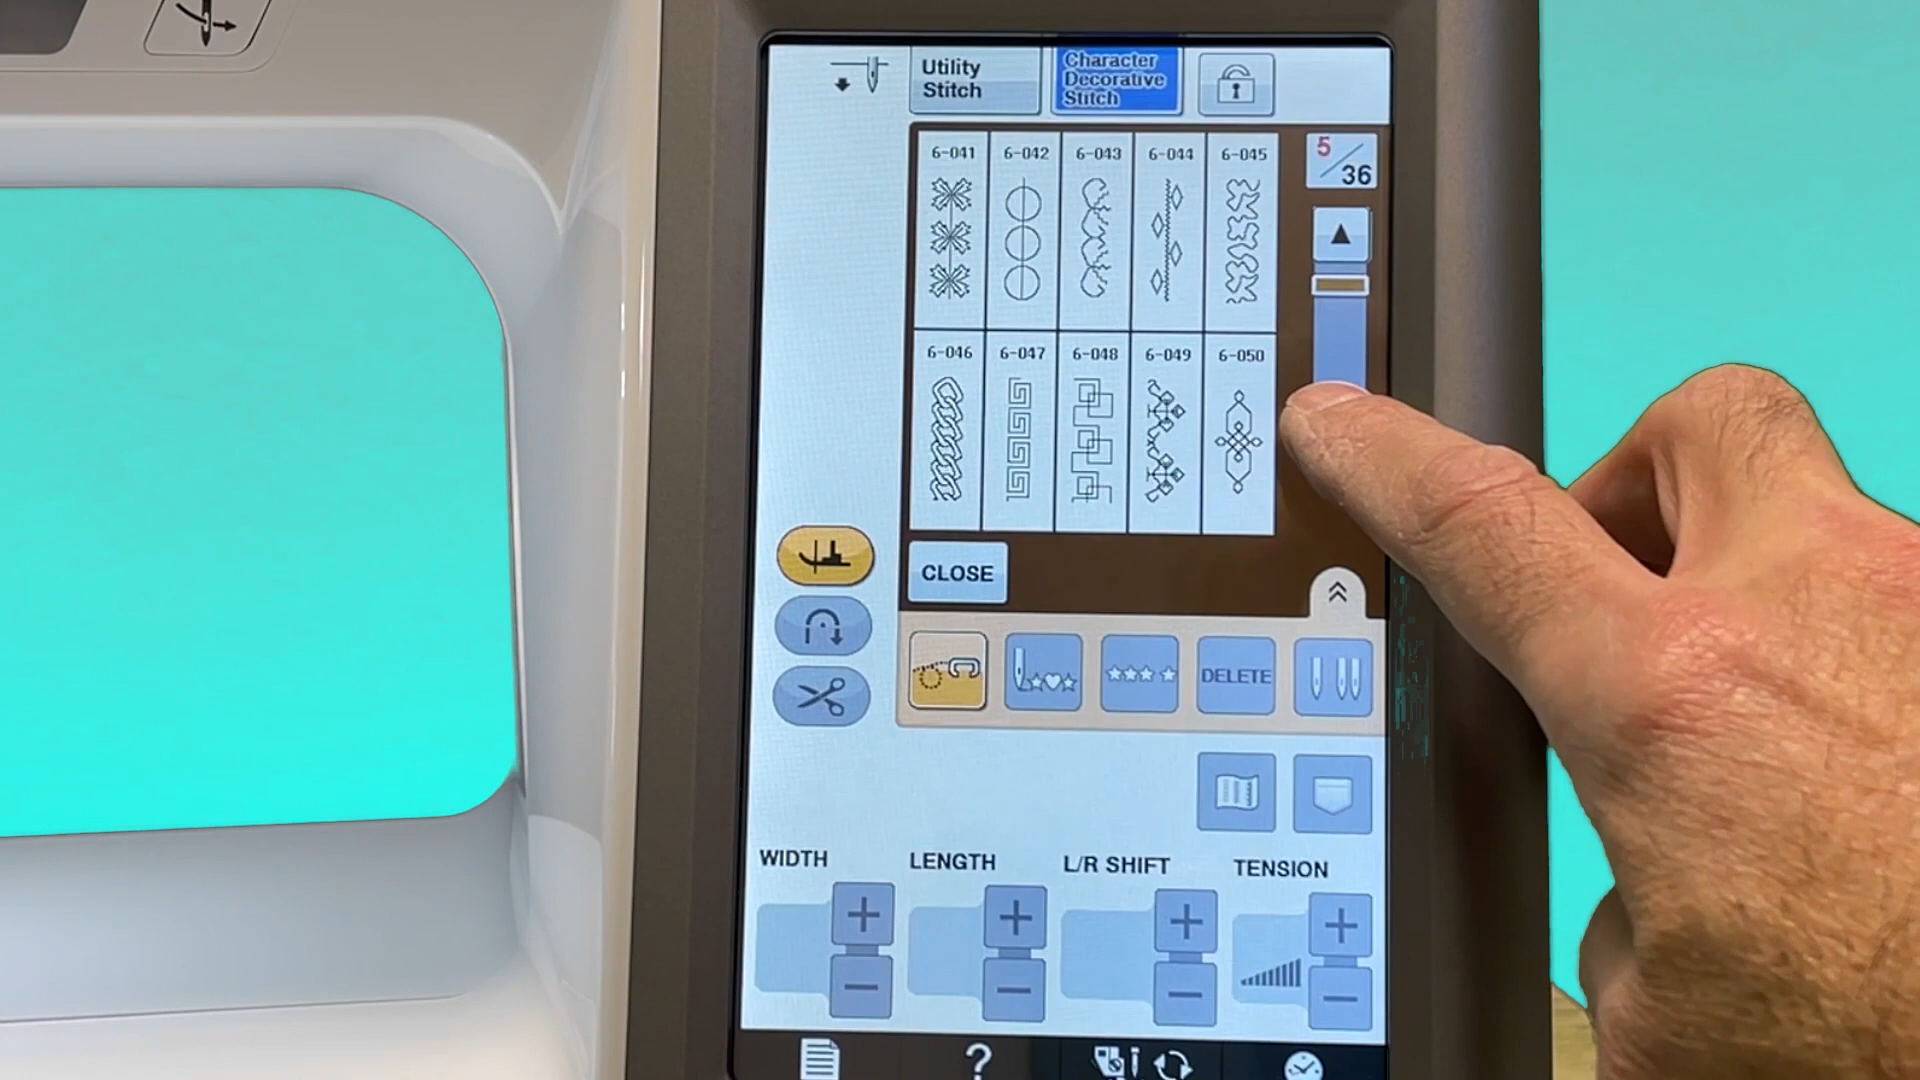 Utility
Stitch
Character
Decorative
Stitch
6-041 6-042 6-043 6-044 6-045
5/36
6-046 6-047 6-048 6-049 6-050
CLOSE
DELETE
WIDTH LENGTH L/R SHIFT TENSION
+ + + +
- - - -
?